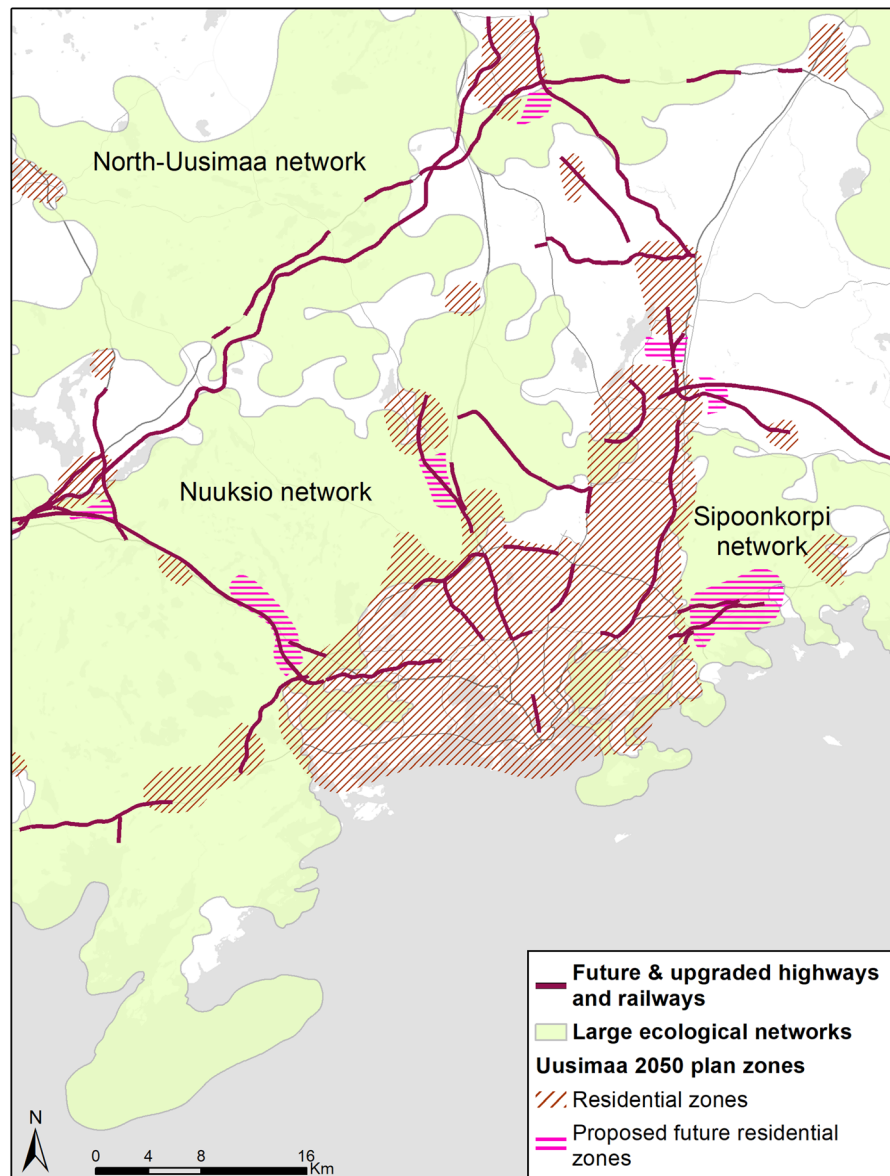 North-Uusimaa network
Nuuksio network
Sipoonkorpi
network
Future & upgraded highways
and railways
Large ecological networks
Uusimaa 2050 plan zones
Residential zones
Proposed future residential
zones
N
0 4 8 16
Km